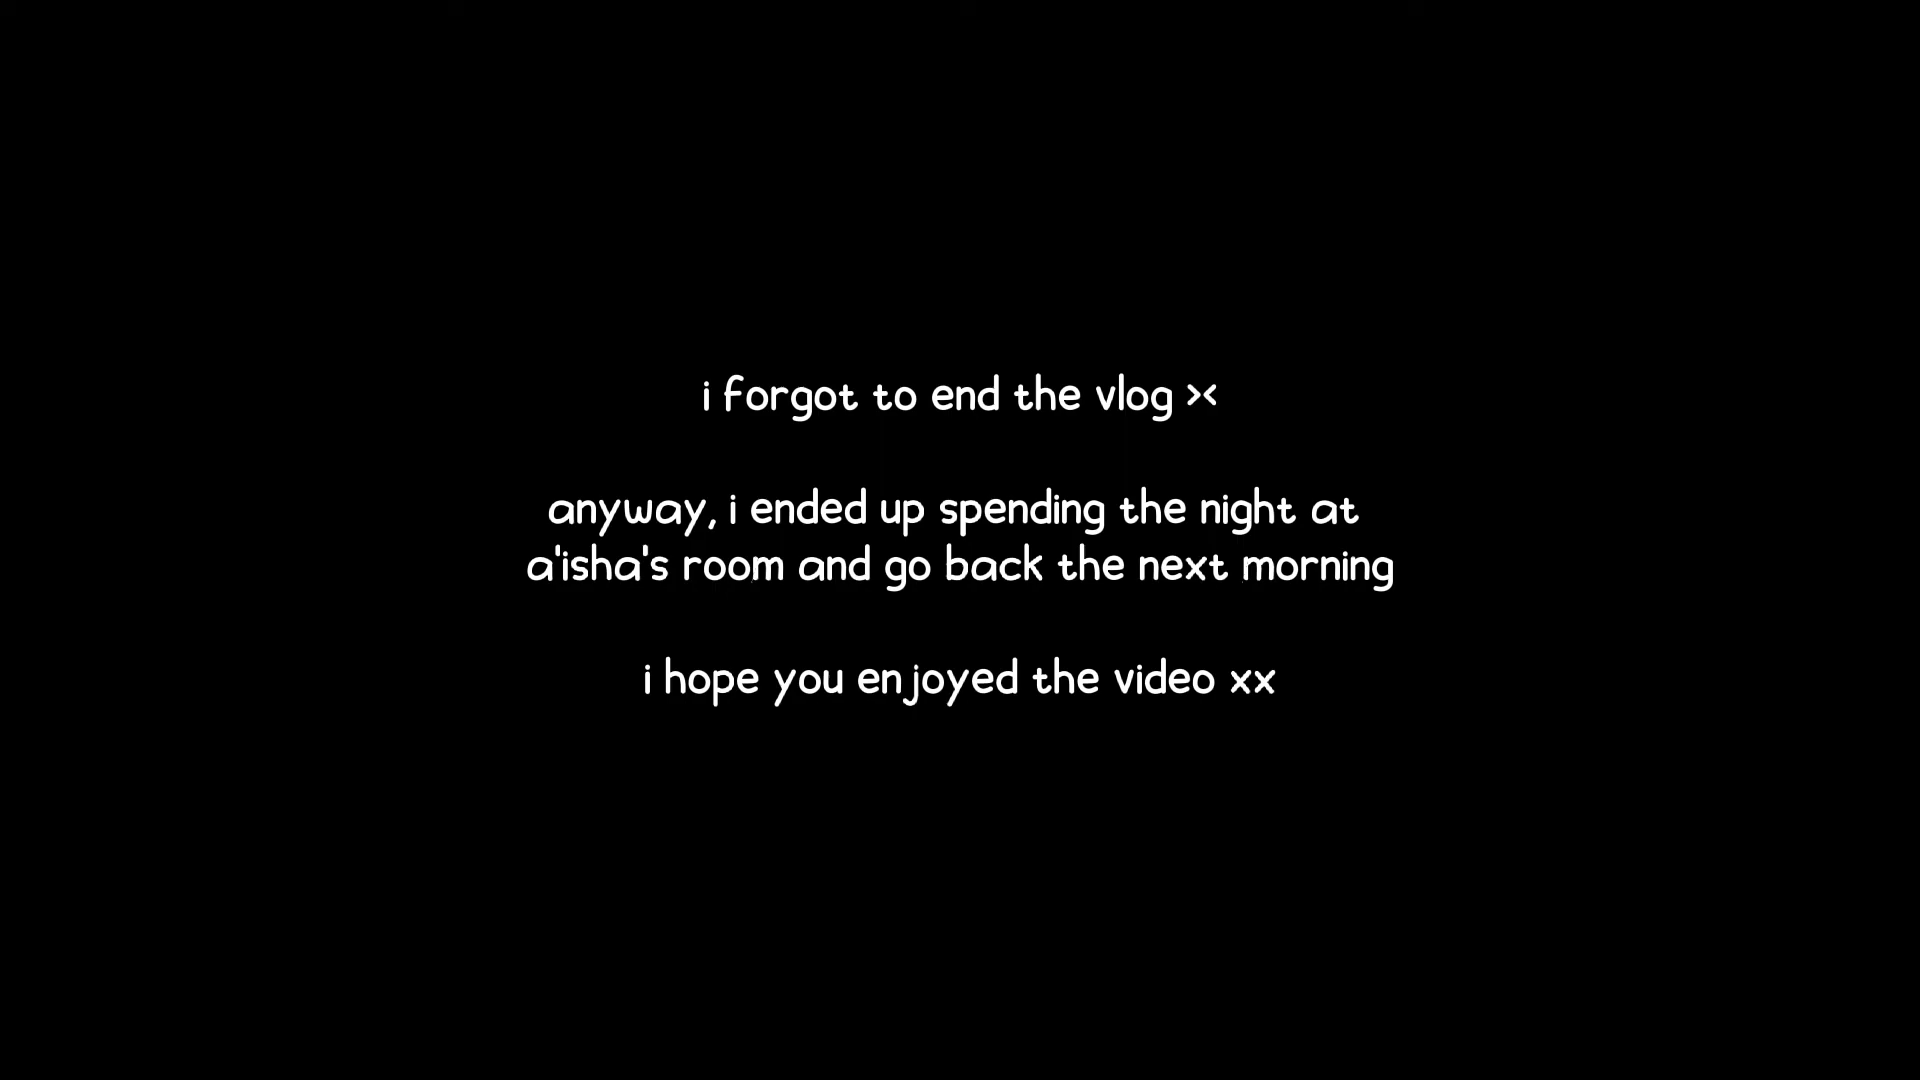 i forgot to end the vlog ><
anyway, i ended up spending the night at
a'isha's room and go back the next morning
i hope you enjoyed the video xx